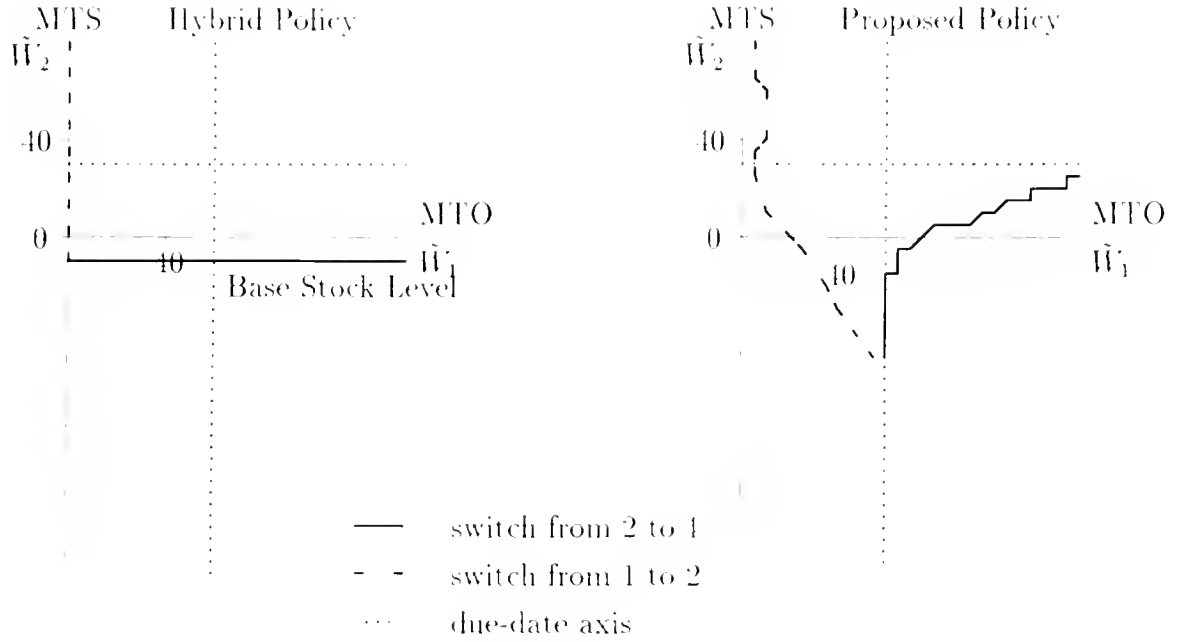 MTS Hybrid Policy
W̃2
40
0
40
MTO
W̃1
Base Stock Level
MTS Proposed Policy
W̃2
40
0
40
MTO
W̃1
switch from 2 to 1
switch from 1 to 2
due-date axis